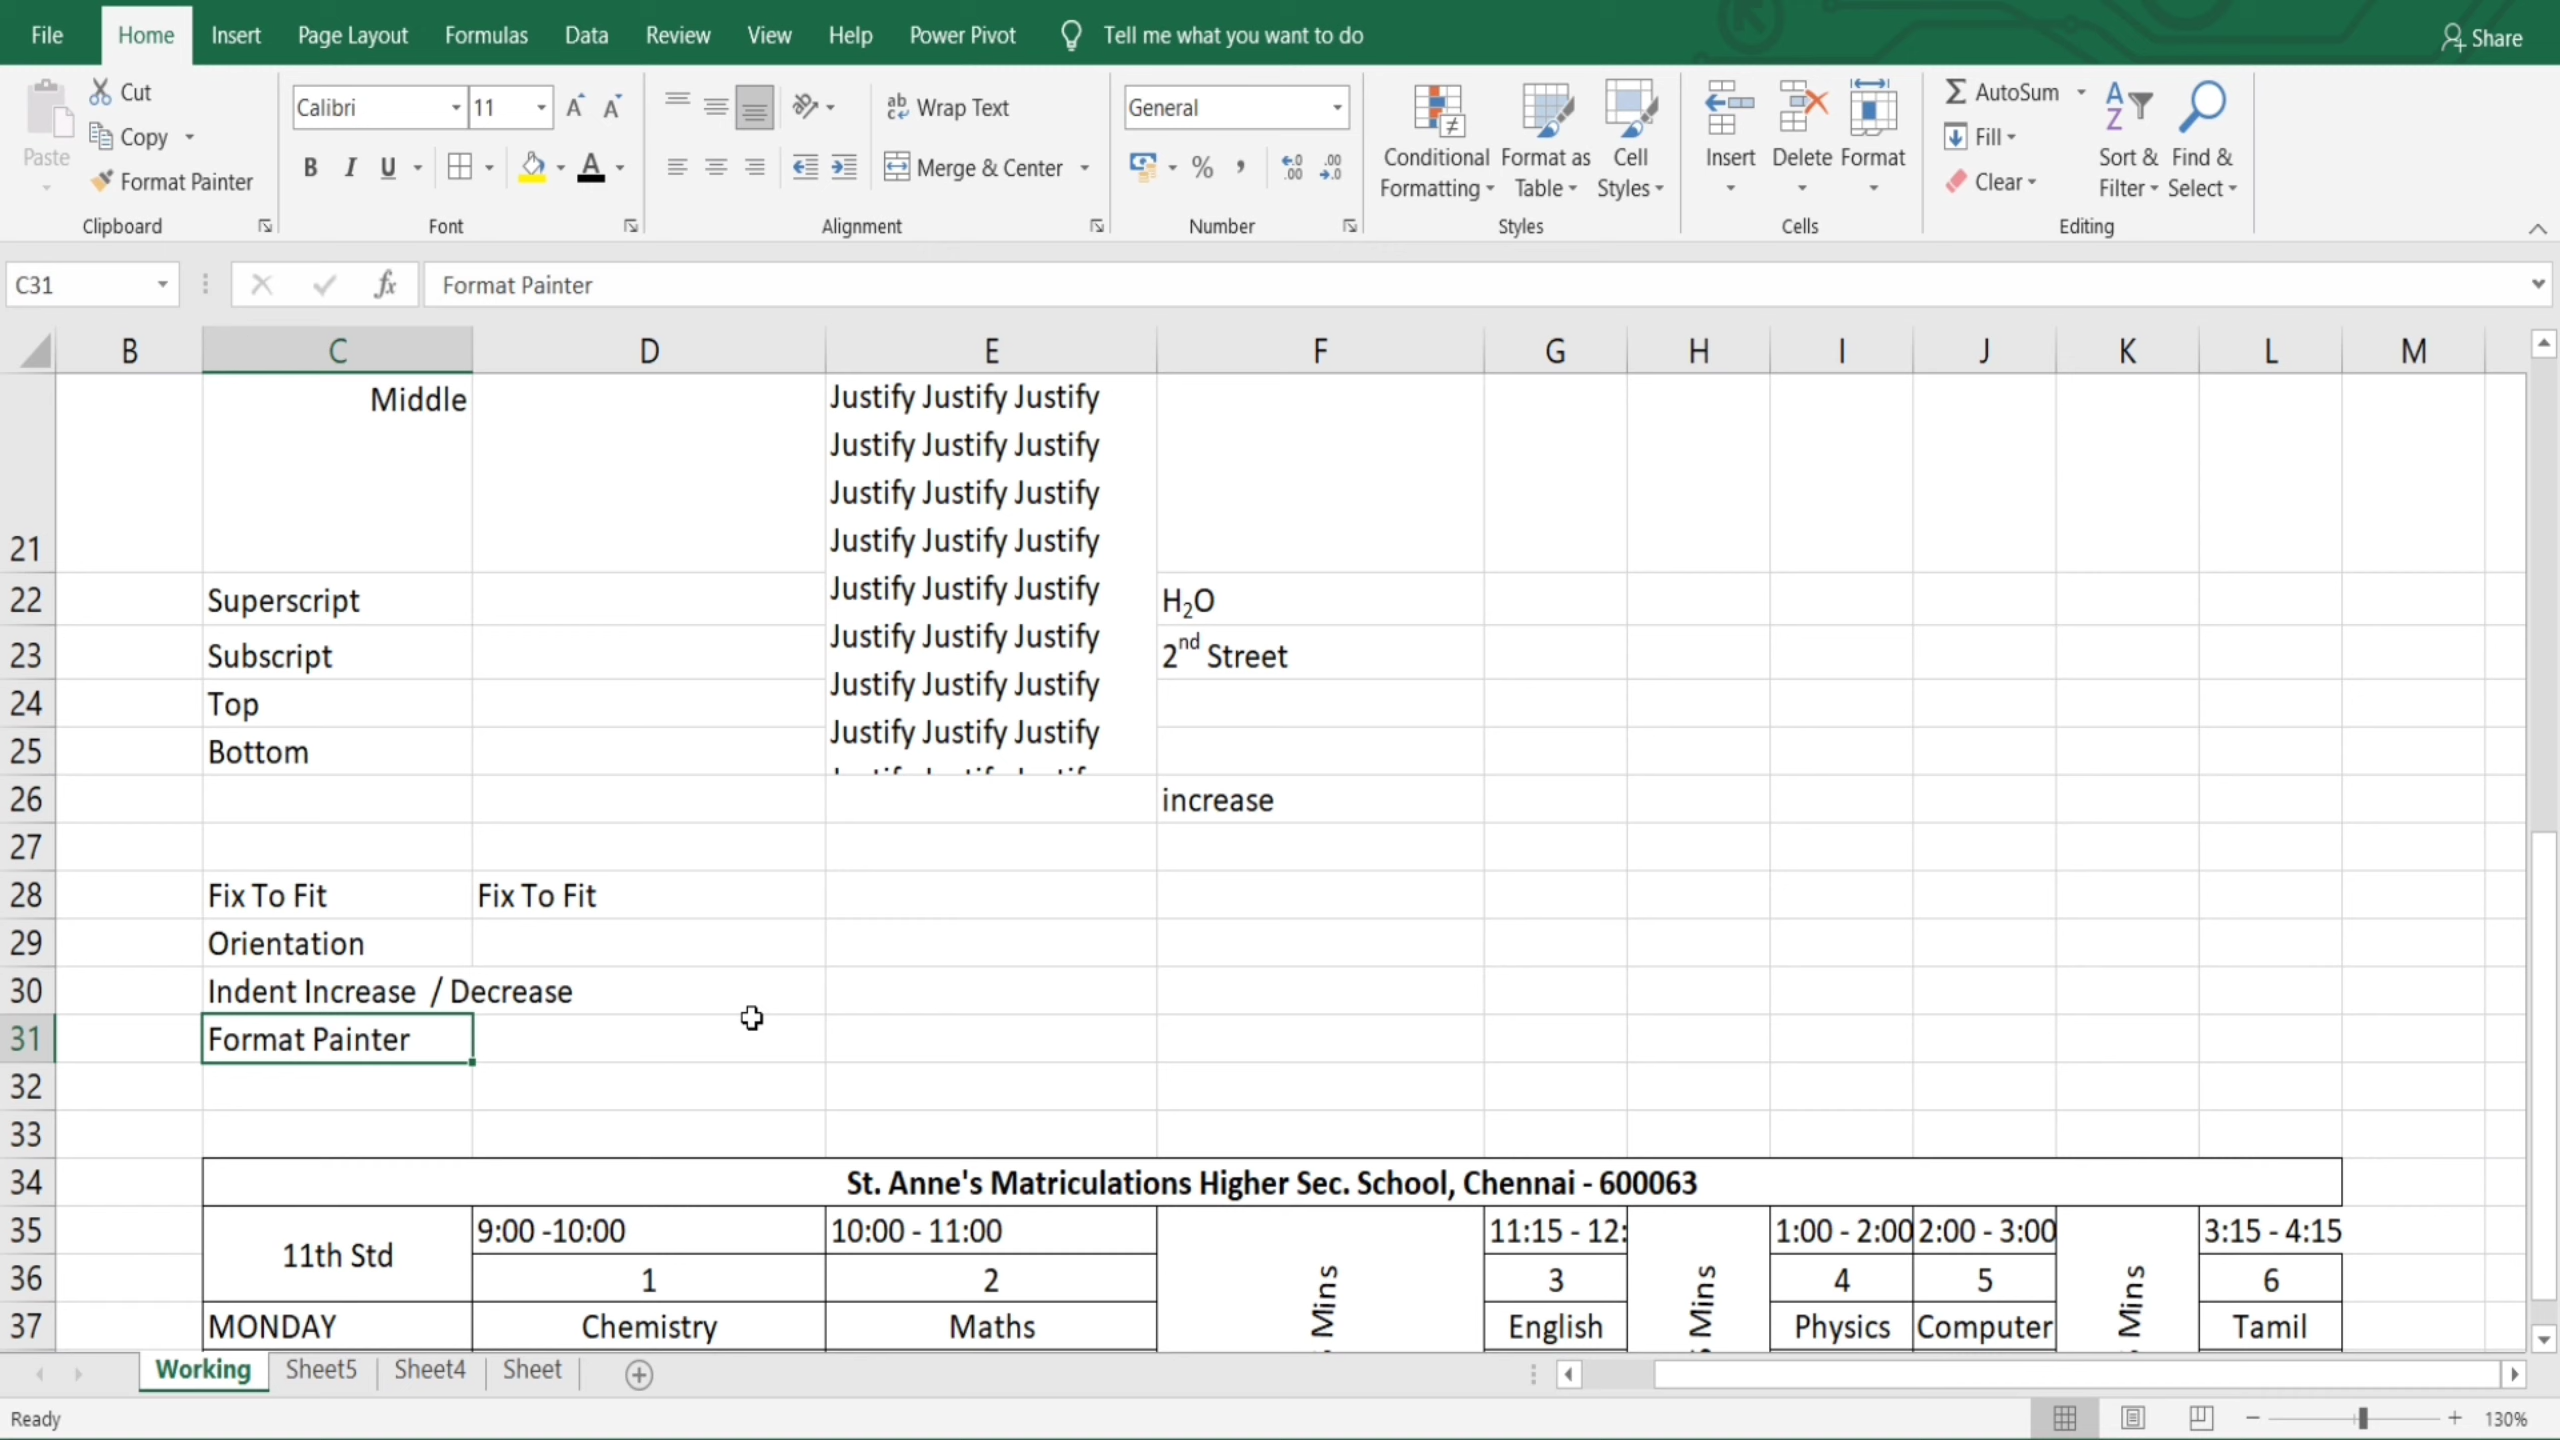 File Home Insert Page Layout Formulas Data Review View Help Power Pivot Tell me what you want to do Share
Paste
Cut
Copy
Format Painter
Clipboard
Calibri 11 A A
B I U A
Font
ab Wrap Text
Merge & Center
Alignment
General
% , .00
Number
Conditional Formatting
Format as Table
Cell Styles
Styles
Insert Delete Format
Cells
Σ AutoSum
Fill
Clear
Sort & Filter
Find & Select
Editing
C31 fx Format Painter
B C D E F G H I J K L M
Middle Justify Justify Justify
Justify Justify Justify
Justify Justify Justify
21 Justify Justify Justify
22 Superscript Justify Justify Justify H₂O
23 Subscript Justify Justify Justify 2nd Street
24 Top Justify Justify Justify
25 Bottom Justify Justify Justify
26 increase
27
28 Fix To Fit Fix To Fit
29 Orientation
30 Indent Increase / Decrease
31 Format Painter
32
33
34 St. Anne's Matriculations Higher Sec. School, Chennai - 600063
35 11th Std 9:00 -10:00 10:00 - 11:00 11:15 - 12: 1:00 - 2:00 2:00 - 3:00 3:15 - 4:15
36 1 2 Mins 3 Mins 4 5 Mins 6
37 MONDAY Chemistry Maths English Physics Computer Tamil
Working Sheet5 Sheet4 Sheet
Ready 130%